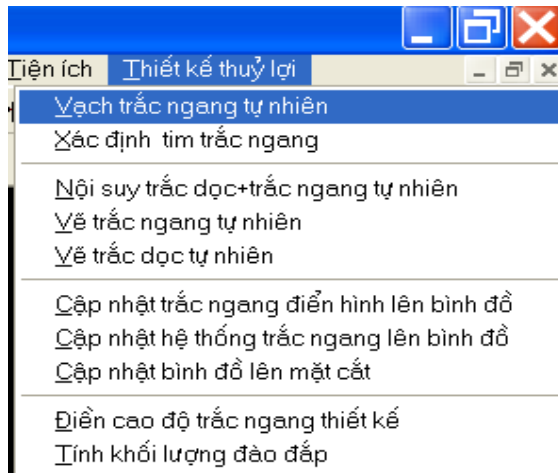 Tiện ích Thiết kế thuỷ lợi
Vạch trắc ngang tự nhiên
Xác định tim trắc ngang
Nội suy trắc dọc+trắc ngang tự nhiên
Vẽ trắc ngang tự nhiên
Vẽ trắc dọc tự nhiên
Cập nhật trắc ngang điển hình lên bình đồ
Cập nhật hệ thống trắc ngang lên bình đồ
Cập nhật bình đồ lên mặt cắt
Điền cao độ trắc ngang thiết kế
Tính khối lượng đào đắp